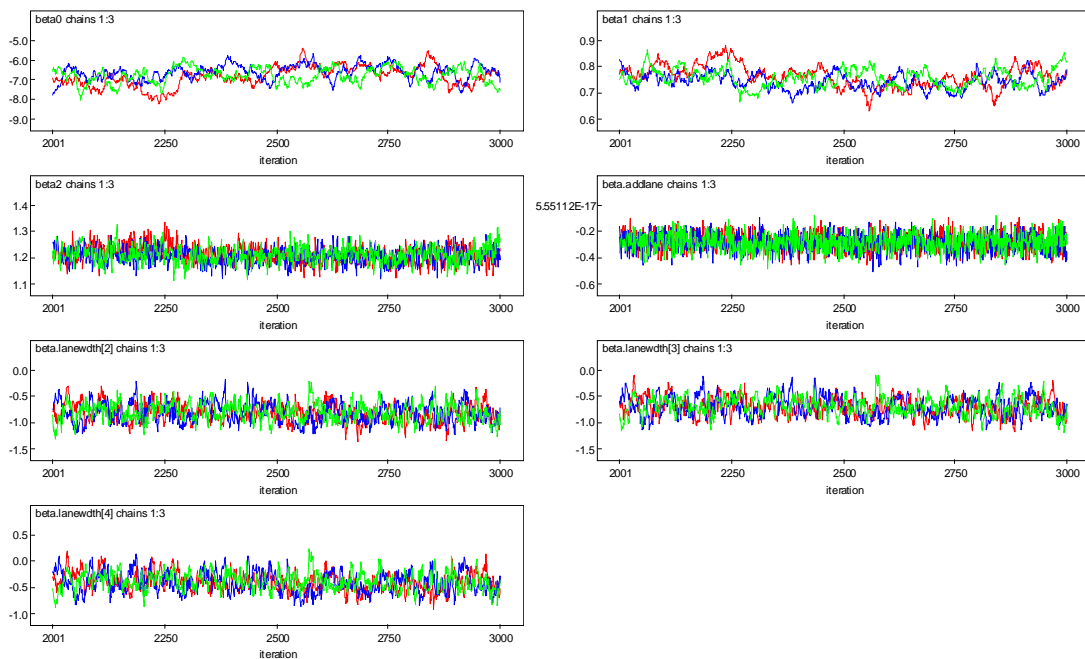 beta0 chains 1:3
-5.0
-6.0
-7.0
-8.0
-9.0
2001 2250 2500 2750 3000
iteration
beta1 chains 1:3
0.9
0.8
0.7
0.6
2001 2250 2500 2750 3000
iteration
beta2 chains 1:3
1.4
1.3
1.2
1.1
2001 2250 2500 2750 3000
iteration
beta.addlane chains 1:3
5.55112E-17
-0.2
-0.4
-0.6
2001 2250 2500 2750 3000
iteration
beta.lanewdth[2] chains 1:3
0.0
-0.5
-1.0
-1.5
2001 2250 2500 2750 3000
iteration
beta.lanewdth[3] chains 1:3
0.0
-0.5
-1.0
-1.5
2001 2250 2500 2750 3000
iteration
beta.lanewdth[4] chains 1:3
0.5
0.0
-0.5
-1.0
2001 2250 2500 2750 3000
iteration